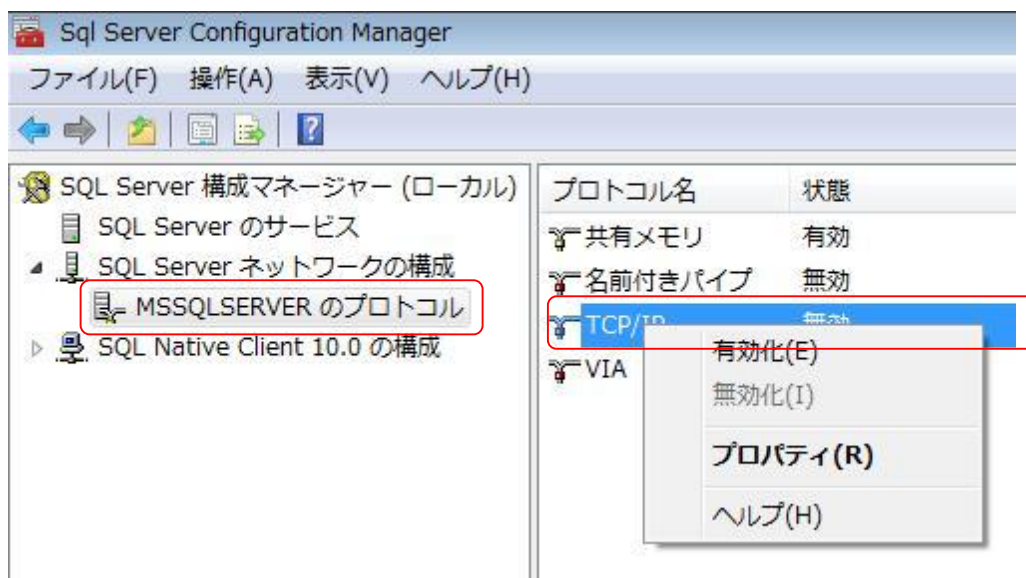 Sql Server Configuration Manager
ファイル(F) 操作(A) 表示(V) ヘルプ(H)
SQL Server 構成マネージャー (ローカル)
SQL Server のサービス
SQL Server ネットワークの構成
MSSQLSERVER のプロトコル
SQL Native Client 10.0 の構成
プロトコル名 状態
共有メモリ 有効
名前付きパイプ 無効
TCP/IP 無効
VIA
有効化(E)
無効化(I)
プロパティ(R)
ヘルプ(H)